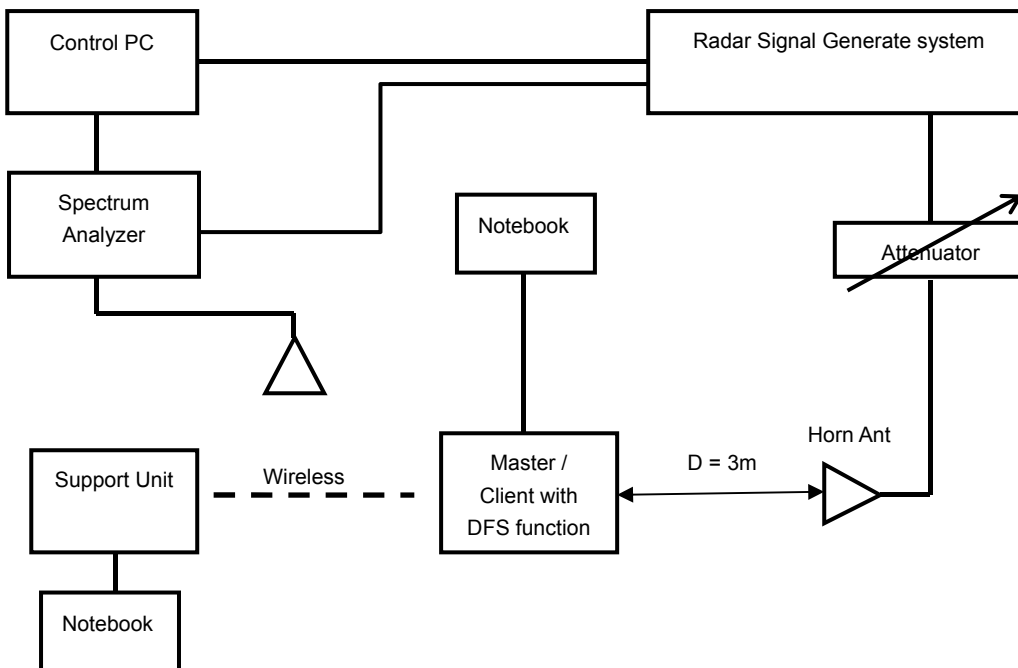 Control PC
Radar Signal Generate system
Spectrum
Analyzer
Notebook
Attenuator
Horn Ant
Support Unit
Wireless
Master /
Client with
DFS function
D = 3m
Notebook